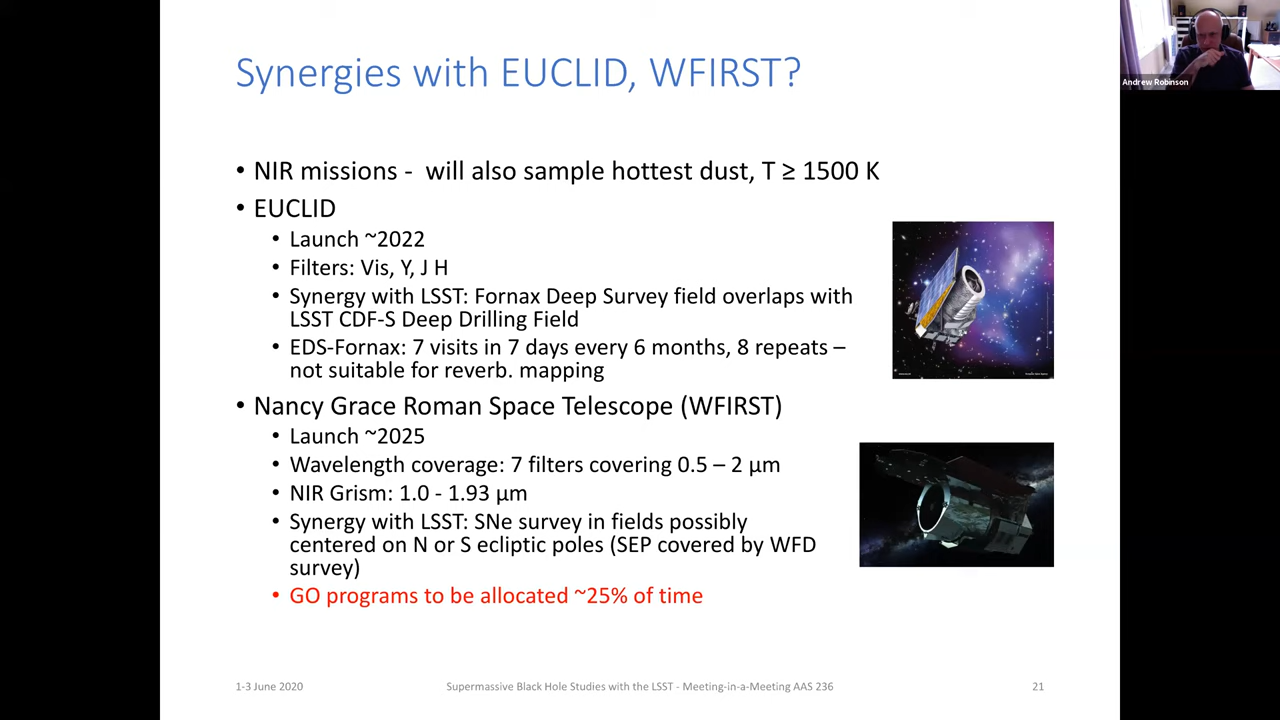 Synergies with EUCLID, WFIRST?
Andrew Robinson
• NIR missions - will also sample hottest dust, T ≥ 1500 K
• EUCLID
• Launch ~2022
• Filters: Vis, Y, J H
• Synergy with LSST: Fornax Deep Survey field overlaps with
LSST CDF-S Deep Drilling Field
• EDS-Fornax: 7 visits in 7 days every 6 months, 8 repeats –
not suitable for reverb. mapping
• Nancy Grace Roman Space Telescope (WFIRST)
• Launch ~2025
• Wavelength coverage: 7 filters covering 0.5 – 2 μm
• NIR Grism: 1.0 - 1.93 μm
• Synergy with LSST: SNe survey in fields possibly
centered on N or S ecliptic poles (SEP covered by WFD
survey)
• GO programs to be allocated ~25% of time
1-3 June 2020
Supermassive Black Hole Studies with the LSST - Meeting-in-a-Meeting AAS 236
21